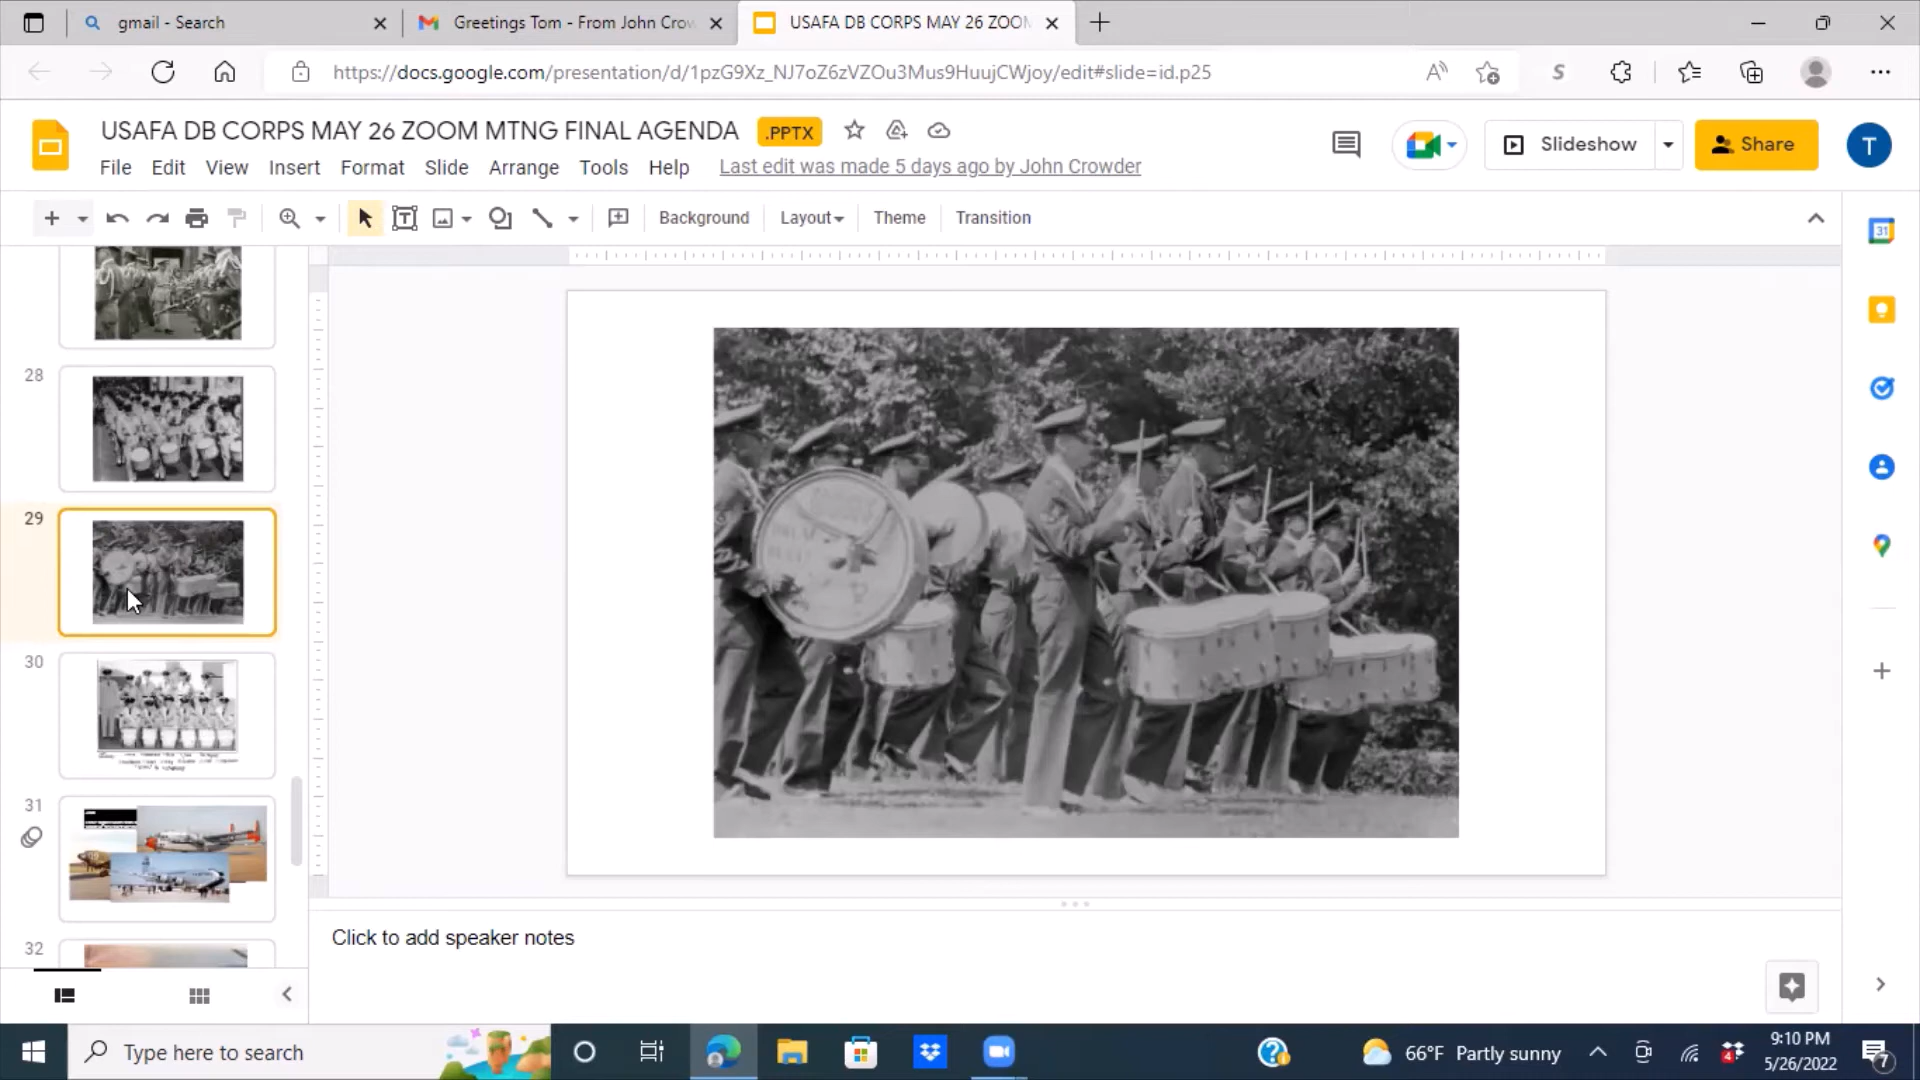 gmail - Search
Greetings Tom - From John Crow
USAFA DB CORPS MAY 26 ZOOM
https://docs.google.com/presentation/d/1pzG9Xz_NJ7oZ6zVZOu3Mus9HuujCWjoy/edit#slide=id.p25
USAFA DB CORPS MAY 26 ZOOM MTNG FINAL AGENDA .PPTX
Slideshow
Share
T
File Edit View Insert Format Slide Arrange Tools Help Last edit was made 5 days ago by John Crowder
Background Layout Theme Transition
31
28
29
30
31
32
Click to add speaker notes
Type here to search
66°F Partly sunny
4
9:10 PM
5/26/2022
7